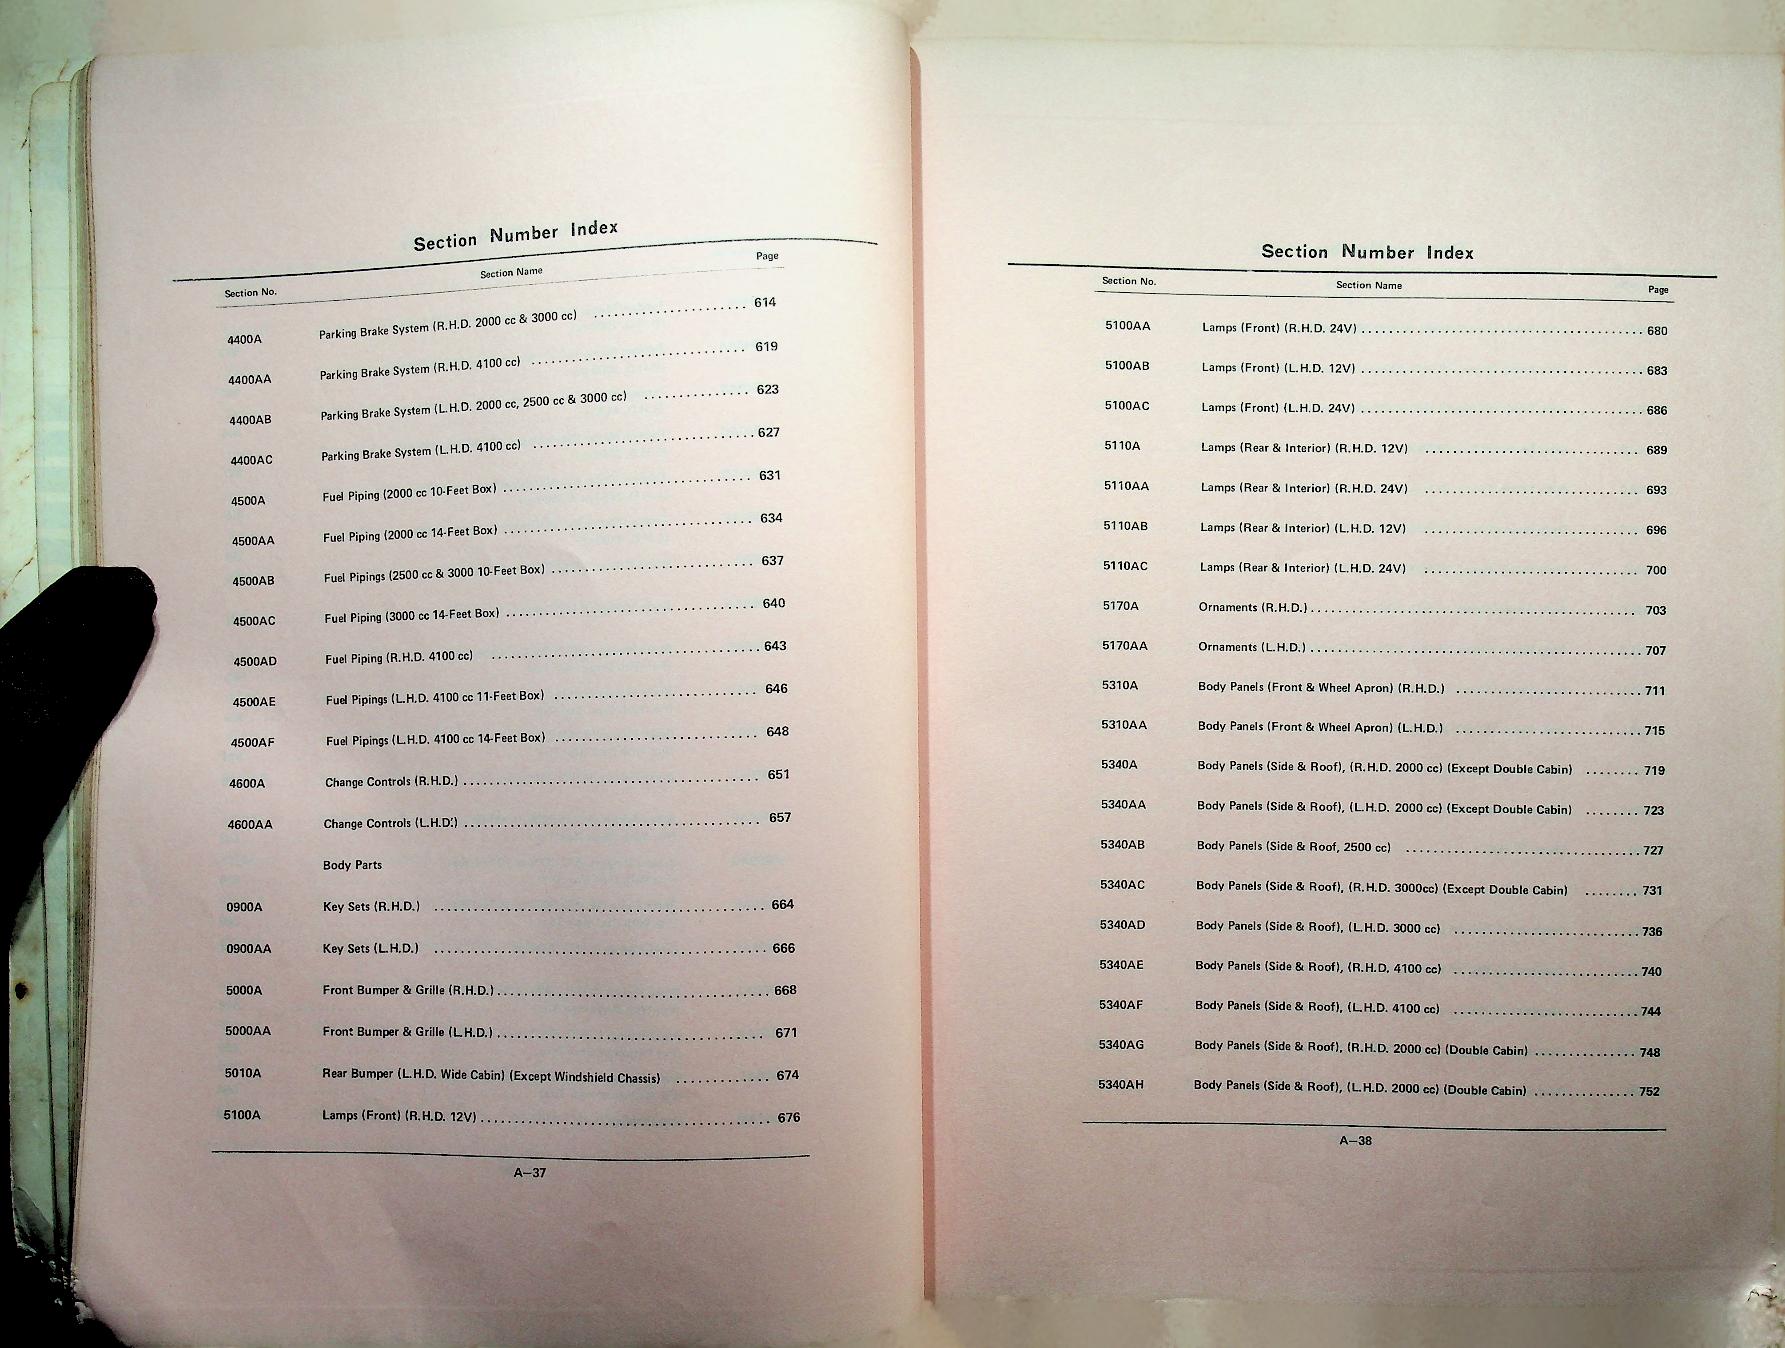 Section Number Index
Section No. Section Name Page
4400A Parking Brake System (R.H.D. 2000 cc & 3000 cc) 614
4400AA Parking Brake System (R.H.D. 4100 cc) 619
4400AB Parking Brake System (L.H.D. 2000 cc, 2500 cc & 3000 cc) 623
4400AC Parking Brake System (L.H.D. 4100 cc) 627
4500A Fuel Piping (2000 cc 10-Feet Box) 631
4500AA Fuel Piping (2000 cc 14-Feet Box) 634
4500AB Fuel Pipings (2500 cc & 3000 10-Feet Box) 637
4500AC Fuel Piping (3000 cc 14-Feet Box) 640
4500AD Fuel Piping (R.H.D. 4100 cc) 643
4500AE Fuel Pipings (L.H.D. 4100 cc 11-Feet Box) 646
4500AF Fuel Pipings (L.H.D. 4100 cc 14-Feet Box) 648
4600A Change Controls (R.H.D.) 651
4600AA Change Controls (L.H.D.) 657
Body Parts
0900A Key Sets (R.H.D.) 664
0900AA Key Sets (L.H.D.) 666
5000A Front Bumper & Grille (R.H.D.) 668
5000AA Front Bumper & Grille (L.H.D.) 671
5010A Rear Bumper (L.H.D. Wide Cabin) (Except Windshield Chassis) 674
5100A Lamps (Front) (R.H.D. 12V) 676
A-37
Section Number Index
Section No. Section Name Page
5100AA Lamps (Front) (R.H.D. 24V) 680
5100AB Lamps (Front) (L.H.D. 12V) 683
5100AC Lamps (Front) (L.H.D. 24V) 686
5110A Lamps (Rear & Interior) (R.H.D. 12V) 689
5110AA Lamps (Rear & Interior) (R.H.D. 24V) 693
5110AB Lamps (Rear & Interior) (L.H.D. 12V) 696
5110AC Lamps (Rear & Interior) (L.H.D. 24V) 700
5170A Ornaments (R.H.D.) 703
5170AA Ornaments (L.H.D.) 707
5310A Body Panels (Front & Wheel Apron) (R.H.D.) 711
5310AA Body Panels (Front & Wheel Apron) (L.H.D.) 715
5340A Body Panels (Side & Roof), (R.H.D. 2000 cc) (Except Double Cabin) 719
5340AA Body Panels (Side & Roof), (L.H.D. 2000 cc) (Except Double Cabin) 723
5340AB Body Panels (Side & Roof, 2500 cc) 727
5340AC Body Panels (Side & Roof), (R.H.D. 3000cc) (Except Double Cabin) 731
5340AD Body Panels (Side & Roof), (L.H.D. 3000 cc) 736
5340AE Body Panels (Side & Roof), (R.H.D. 4100 cc) 740
5340AF Body Panels (Side & Roof), (L.H.D. 4100 cc) 744
5340AG Body Panels (Side & Roof), (R.H.D. 2000 cc) (Double Cabin) 748
5340AH Body Panels (Side & Roof), (L.H.D. 2000 cc) (Double Cabin) 752
A-38